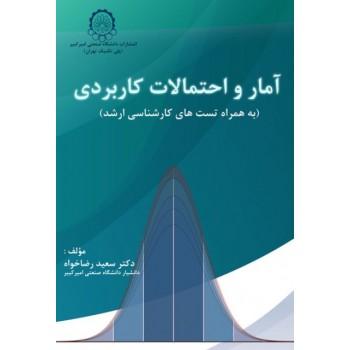 انتشارات دانشگاه صنعتی امیرکبیر
(پلی تکنیک تهران)
آمار و احتمالات کاربردی
(به همراه تست های کارشناسی ارشد)
مؤلف :
دکتر سعید رضاخواه
دانشیار دانشگاه صنعتی امیرکبیر